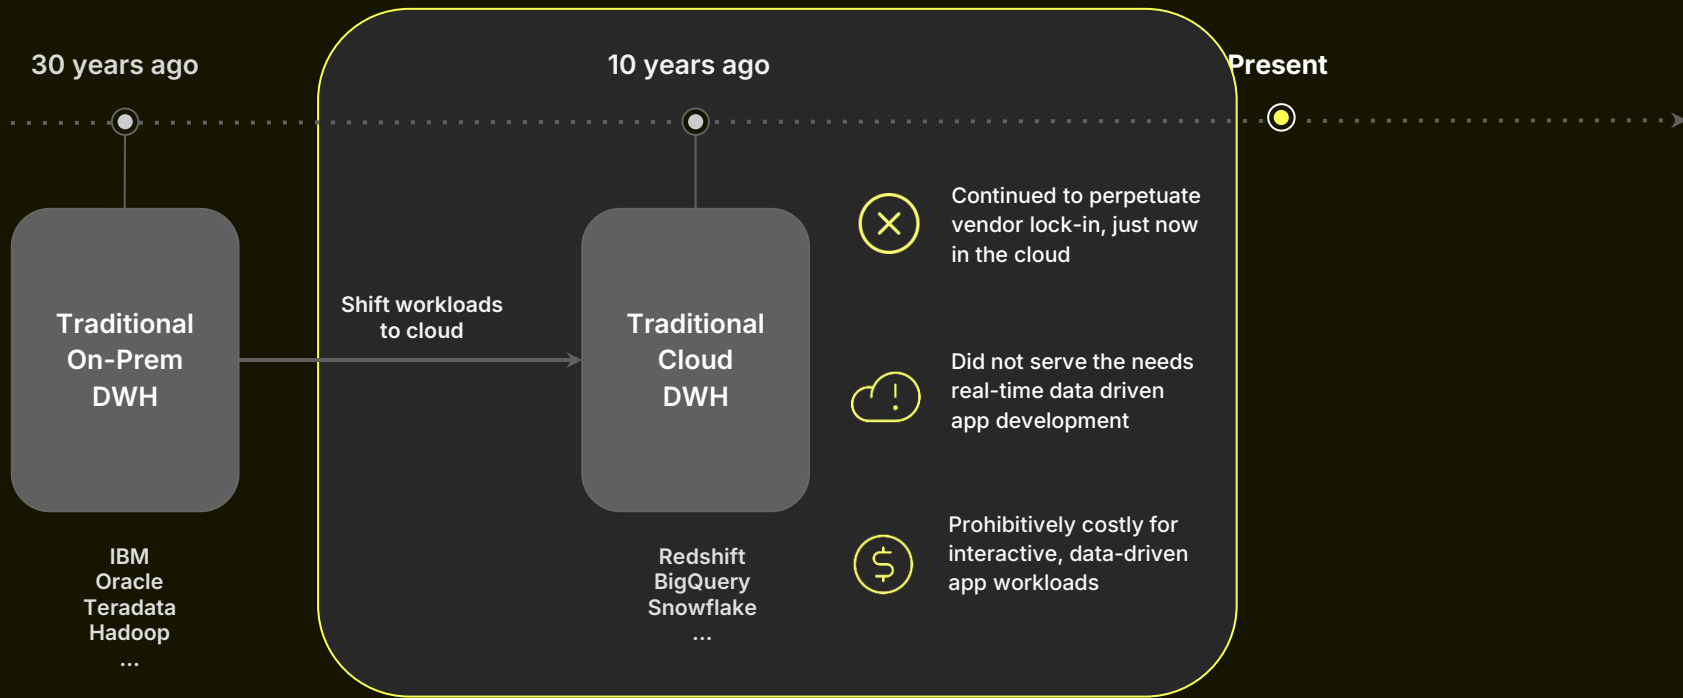 30 years ago
10 years ago
Present
Traditional
On-Prem
DWH
IBM
Oracle
Teradata
Hadoop
...
Shift workloads
to cloud
Traditional
Cloud
DWH
Redshift
BigQuery
Snowflake
...
Continued to perpetuate
vendor lock-in, just now
in the cloud
Did not serve the needs
real-time data driven
app development
$
Prohibitively costly for
interactive, data-driven
app workloads